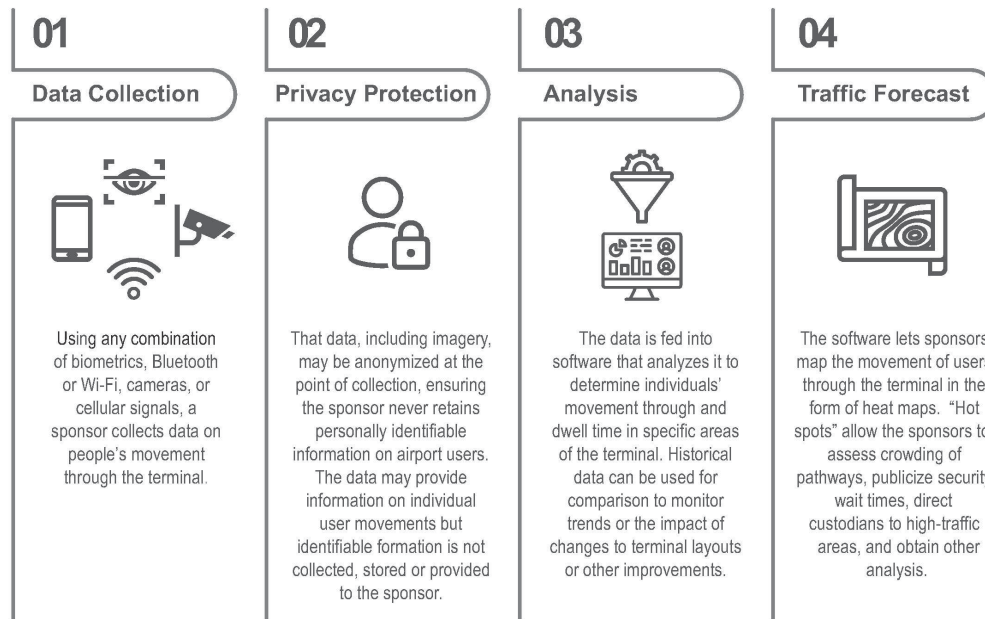 01
Data Collection
Using any combination
of biometrics, Bluetooth
or Wi-Fi, cameras, or
cellular signals, a
sponsor collects data on
people's movement
through the terminal.
02
Privacy Protection
That data, including imagery,
may be anonymized at the
point of collection, ensuring
the sponsor never retains
personally identifiable
information on airport users.
The data may provide
information on individual
user movements but
identifiable formation is not
collected, stored or provided
to the sponsor.
03
Analysis
The data is fed into
software that analyzes it to
determine individuals'
movement through and
dwell time in specific areas
of the terminal. Historical
data can be used for
comparison to monitor
trends or the impact of
changes to terminal layouts
or other improvements.
04
Traffic Forecast
The software lets sponsors
map the movement of users
through the terminal in the
form of heat maps. “Hot
spots” allow the sponsors to
assess crowding of
pathways, publicize security
wait times, direct
custodians to high-traffic
areas, and obtain other
analysis.